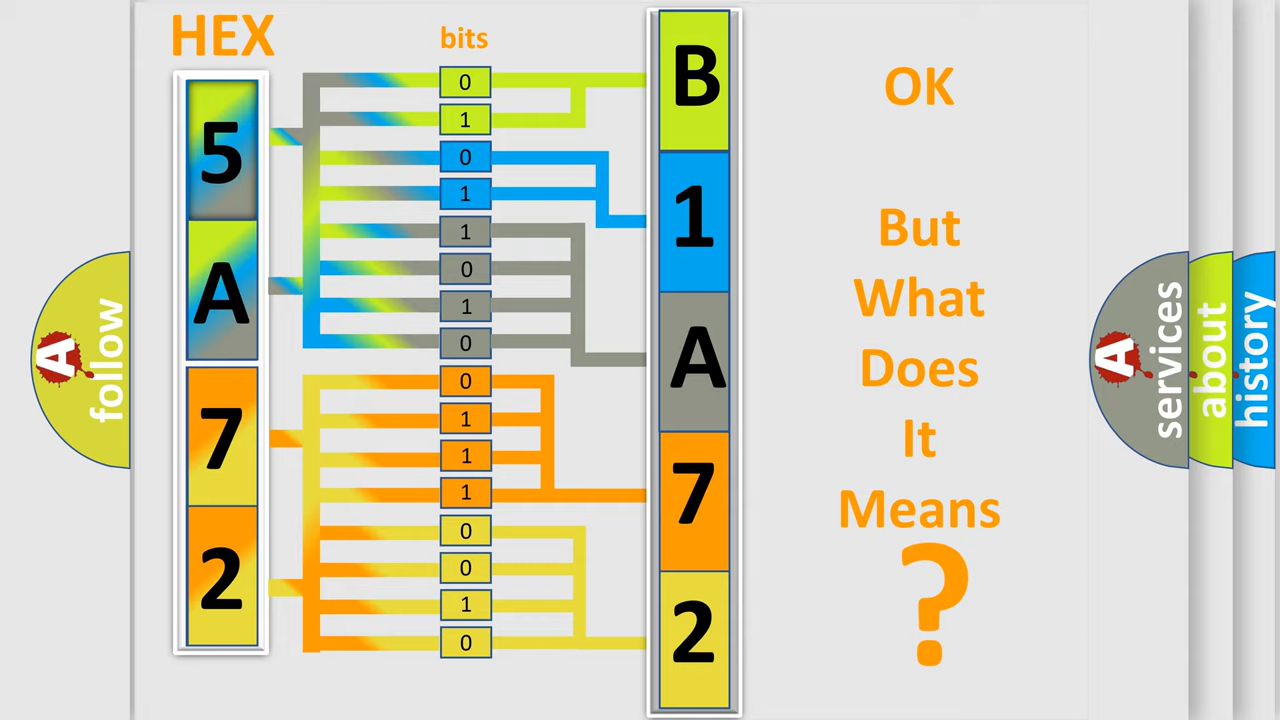 HEX
bits
5
A
7
2
0
1
0
1
1
0
1
0
0
1
1
1
0
0
1
0
B
1
A
7
2
OK
But
What
Does
It
Means
?
A
follow
A
services
about
history